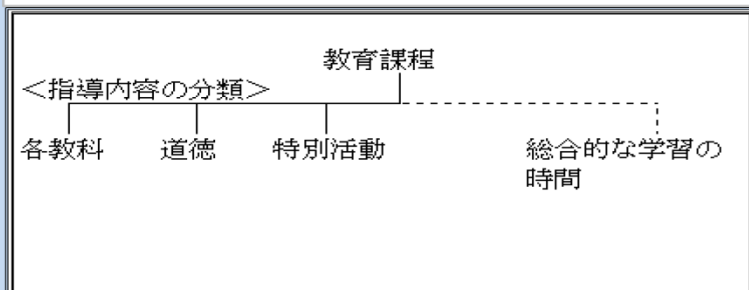 教育課程
＜指導内容の分類＞
各教科 道徳 特別活動 総合的な学習の
時間